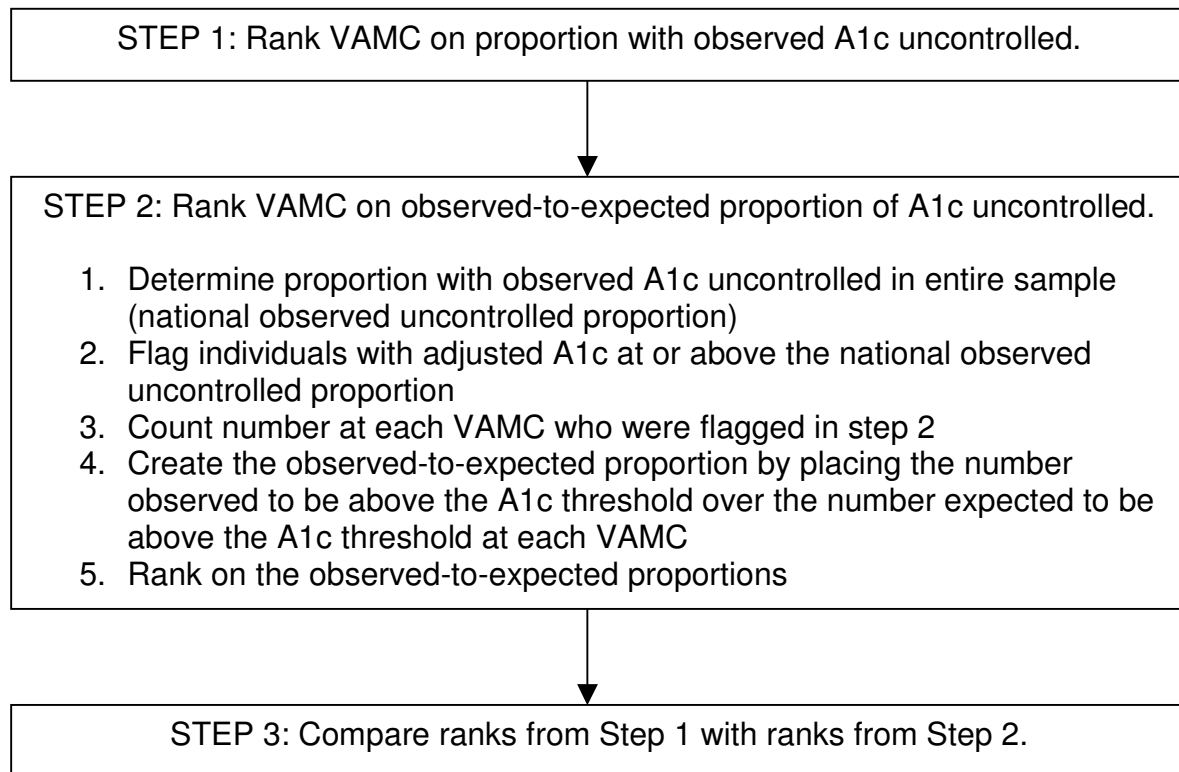 STEP 1: Rank VAMC on proportion with observed A1c uncontrolled.
STEP 2: Rank VAMC on observed-to-expected proportion of A1c uncontrolled.
1. Determine proportion with observed A1c uncontrolled in entire sample
(national observed uncontrolled proportion)
2. Flag individuals with adjusted A1c at or above the national observed
uncontrolled proportion
3. Count number at each VAMC who were flagged in step 2
4. Create the observed-to-expected proportion by placing the number
observed to be above the A1c threshold over the number expected to be
above the A1c threshold at each VAMC
5. Rank on the observed-to-expected proportions
STEP 3: Compare ranks from Step 1 with ranks from Step 2.